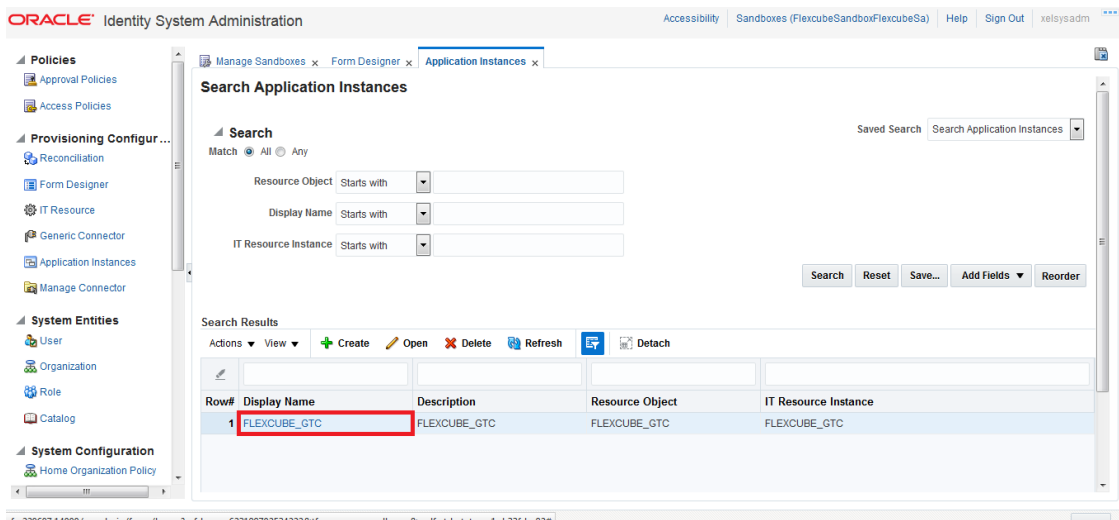 ORACLE® Identity System Administration
Accessibility Sandboxes (FlexcubeSandboxFlexcubeSa) Help Sign Out xelsysadm
Policies
Approval Policies
Access Policies
Provisioning Configur...
Reconciliation
Form Designer
IT Resource
Generic Connector
Application Instances
Manage Connector
System Entities
User
Organization
Role
Catalog
System Configuration
Home Organization Policy
Manage Sandboxes x Form Designer x Application Instances x
Search Application Instances
Search
Saved Search Search Application Instances
Match All Any
Resource Object Starts with
Display Name Starts with
IT Resource Instance Starts with
Search Reset Save... Add Fields Reorder
Search Results
Actions View Create Open Delete Refresh Detach
Row# Display Name Description Resource Object IT Resource Instance
1 FLEXCUBE_GTC FLEXCUBE_GTC FLEXCUBE_GTC FLEXCUBE_GTC